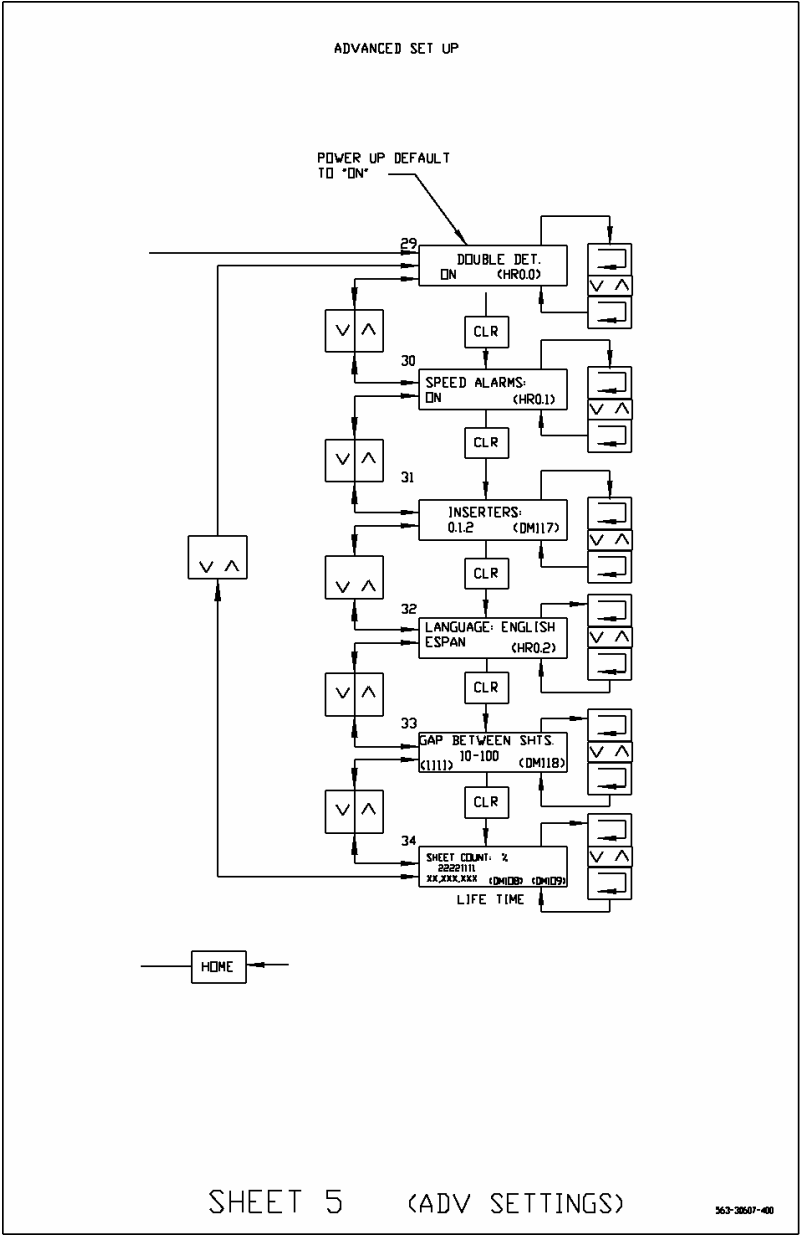 ADVANCED SET UP
POWER UP DEFAULT
TO "ON"
29
DOUBLE DET.
ON (HR0.0)
CLR
30
SPEED ALARMS:
ON (HR0.1)
CLR
31
INSERTERS:
0.1.2 (DM117)
CLR
32
LANGUAGE: ENGLISH
ESPAN (HR0.2)
CLR
33
GAP BETWEEN SHTS.
10-100
(1111) (DM118)
CLR
34
SHEET COUNT: %
22221111
XX,XXX,XXX (DM108) (DM109)
LIFE TIME
HOME
SHEET 5 (ADV SETTINGS)
563-30607-400